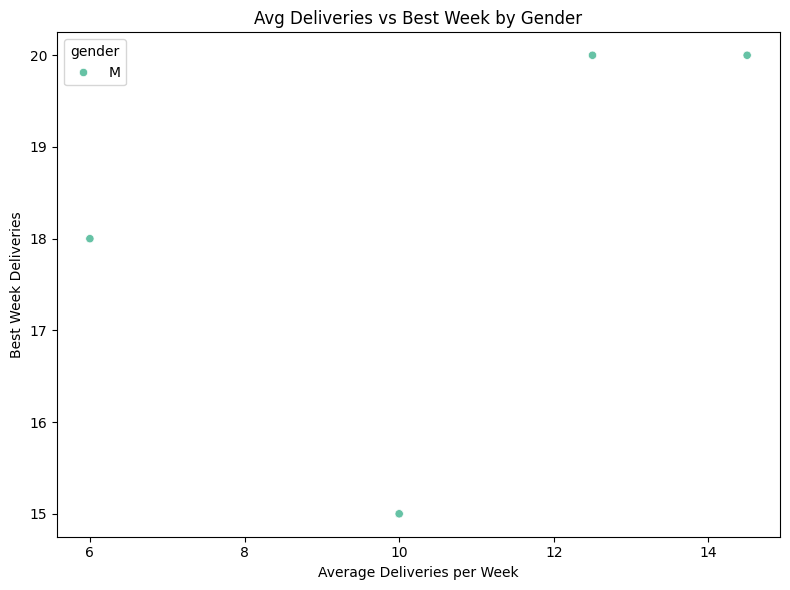 Avg Deliveries vs Best Week by Gender
gender
M
20
19
18
17
16
15
Best Week Deliveries
6
8
10
12
14
Average Deliveries per Week